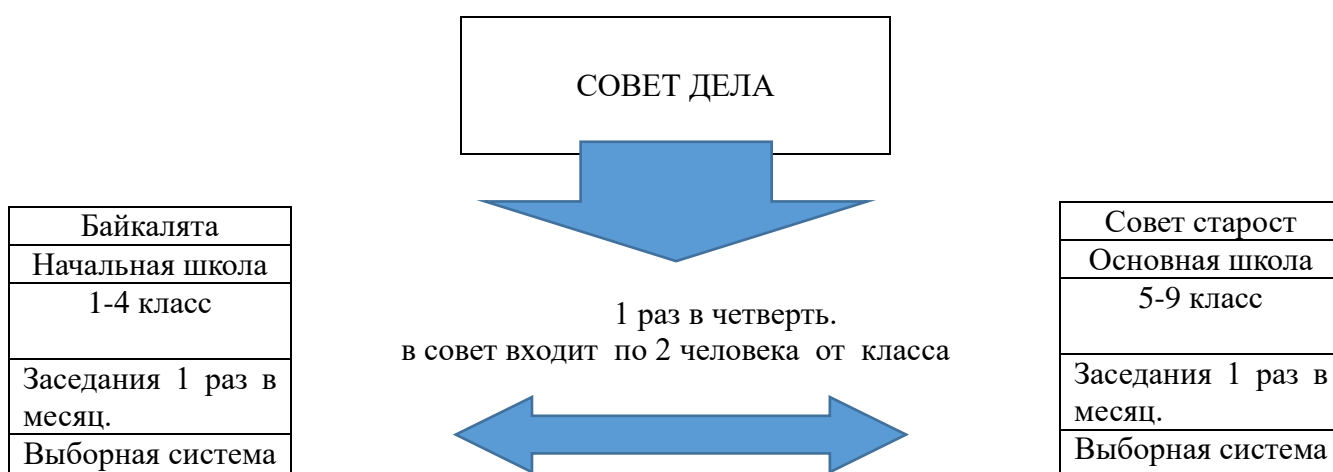 СОВЕТ ДЕЛА
Байкалята
Начальная школа
1-4 класс
Заседания 1 раз в
месяц.
Выборная система
1 раз в четверть.
в совет входит по 2 человека от класса
Совет старост
Основная школа
5-9 класс
Заседания 1 раз в
месяц.
Выборная система